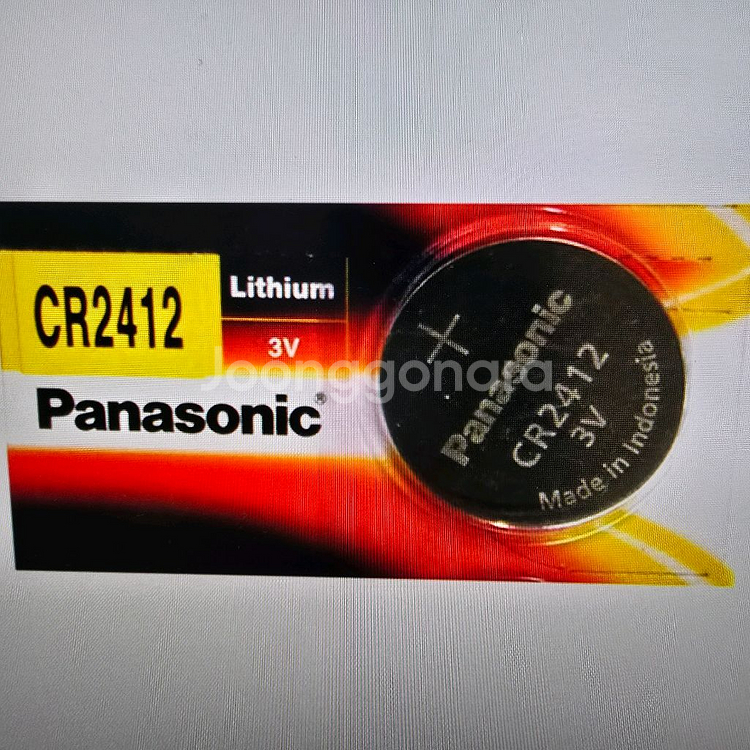 CR2412
Lithium
3V
Panasonic®
Joonggonara
+
Panasonic
CR2412
3V
Made in Indonesia